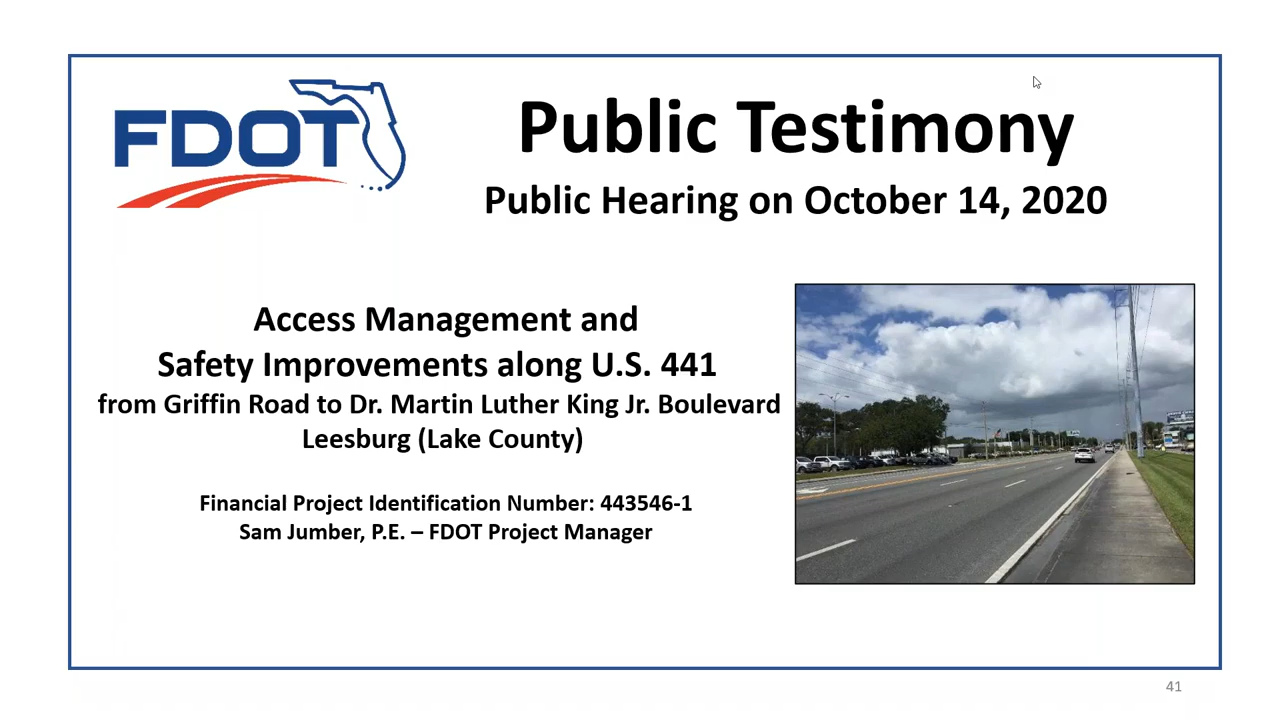 FDOT
Public Testimony
Public Hearing on October 14, 2020
Access Management and
Safety Improvements along U.S. 441
from Griffin Road to Dr. Martin Luther King Jr. Boulevard
Leesburg (Lake County)
Financial Project Identification Number: 443546-1
Sam Jumber, P.E. – FDOT Project Manager
41